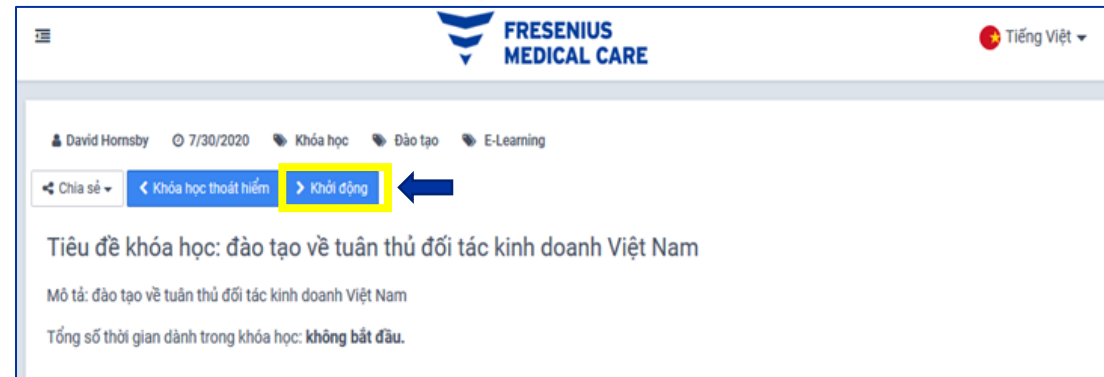 FRESENIUS
MEDICAL CARE
Tiếng Việt
David Hornsby 7/30/2020 Khóa học Đào tạo E-Learning
Chia sẻ Khóa học thoát hiểm Khởi động
Tiêu đề khóa học: đào tạo về tuân thủ đối tác kinh doanh Việt Nam
Mô tả: đào tạo về tuân thủ đối tác kinh doanh Việt Nam
Tổng số thời gian dành trong khóa học: không bắt đầu.